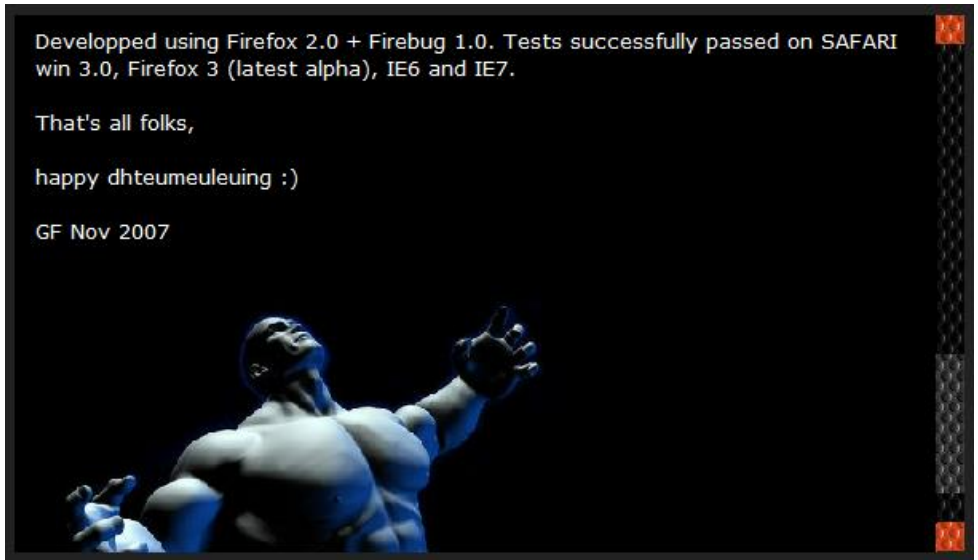 Developped using Firefox 2.0 + Firebug 1.0. Tests successfully passed on SAFARI
win 3.0, Firefox 3 (latest alpha), IE6 and IE7.
That's all folks,
happy dhteumeuleuing :)
GF Nov 2007